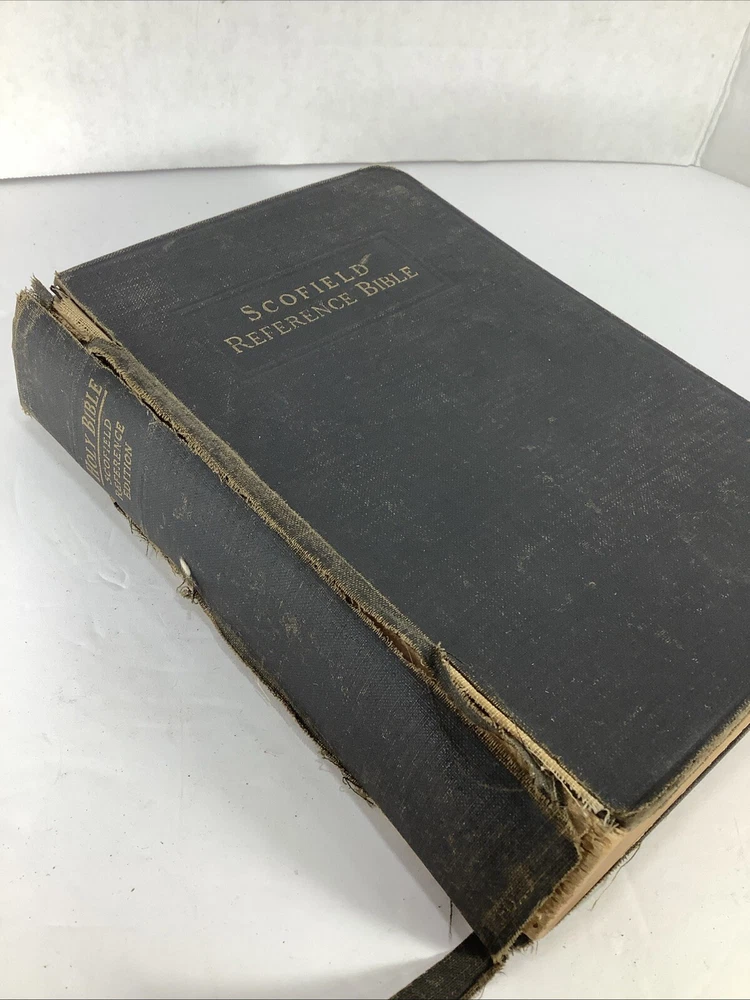 SCOFIELD
REFERENCE BIBLE
HOLY BIBLE
SCOFIELD
REFERENCE
EDITION